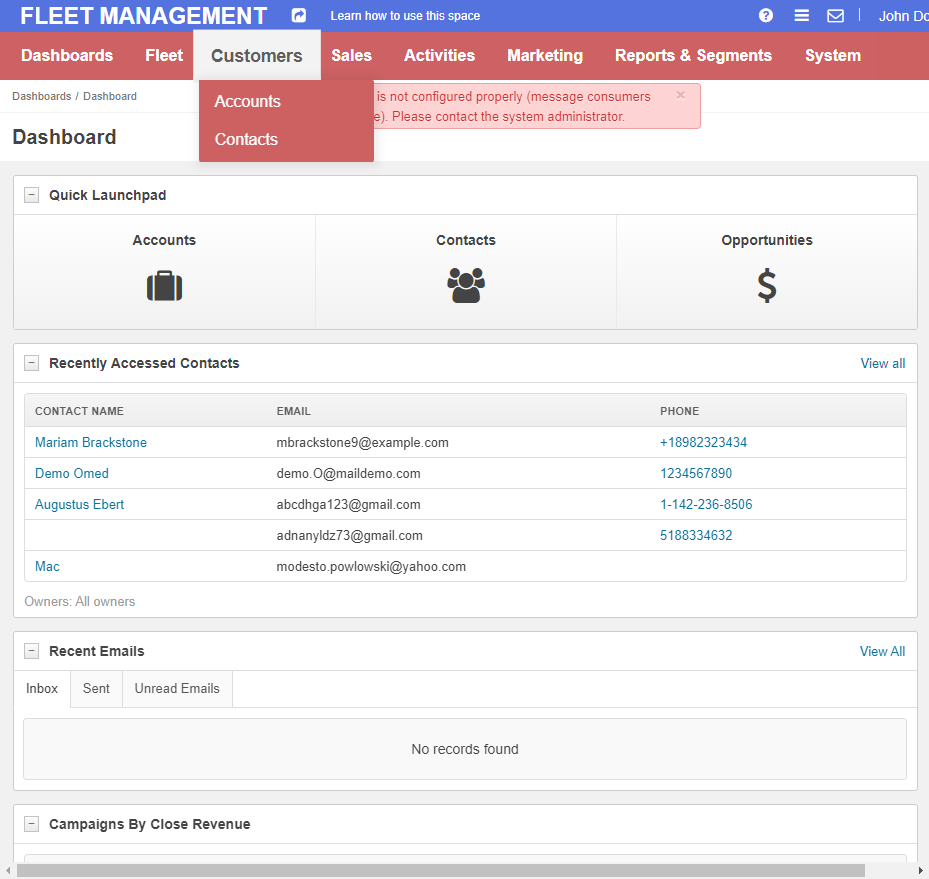 FLEET MANAGEMENT Learn how to use this space John Do
Dashboards Fleet Customers Sales Activities Marketing Reports & Segments System
Accounts
Contacts
Dashboards / Dashboard
is not configured properly (message consumers ×
e). Please contact the system administrator.
Dashboard
Quick Launchpad
Accounts Contacts Opportunities
Recently Accessed Contacts View all
CONTACT NAME EMAIL PHONE
Mariam Brackstone mbrackstone9@example.com +18982323434
Demo Omed demo.O@maildemo.com 1234567890
Augustus Ebert abcdhga123@gmail.com 1-142-236-8506
adnanyldz73@gmail.com 5188334632
Mac modesto.powlowski@yahoo.com
Owners: All owners
Recent Emails View All
Inbox Sent Unread Emails
No records found
Campaigns By Close Revenue